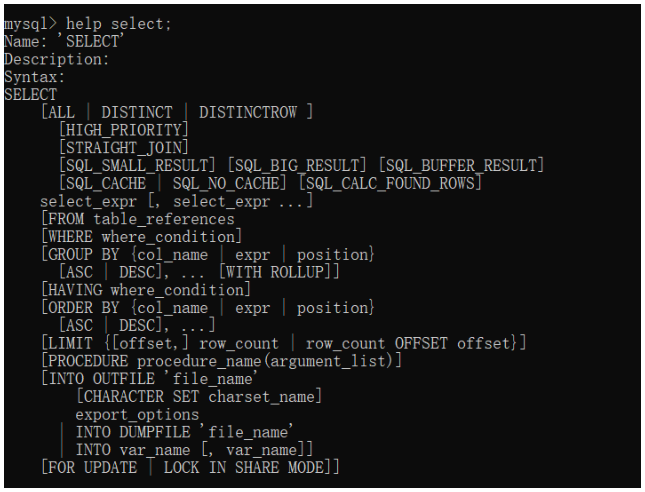 mysql> help select;
Name: 'SELECT'
Description:
Syntax:
SELECT
    [ALL | DISTINCT | DISTINCTROW ]
      [HIGH_PRIORITY]
      [STRAIGHT_JOIN]
      [SQL_SMALL_RESULT] [SQL_BIG_RESULT] [SQL_BUFFER_RESULT]
      [SQL_CACHE | SQL_NO_CACHE] [SQL_CALC_FOUND_ROWS]
    select_expr [, select_expr ...]
    [FROM table_references
    [WHERE where_condition]
    [GROUP BY {col_name | expr | position}
      [ASC | DESC], ... [WITH ROLLUP]]
    [HAVING where_condition]
    [ORDER BY {col_name | expr | position}
      [ASC | DESC], ...]
    [LIMIT {[offset,] row_count | row_count OFFSET offset}]
    [PROCEDURE procedure_name(argument_list)]
    [INTO OUTFILE 'file_name'
        [CHARACTER SET charset_name]
        export_options
      | INTO DUMPFILE 'file_name'
      | INTO var_name [, var_name]]
    [FOR UPDATE | LOCK IN SHARE MODE]]